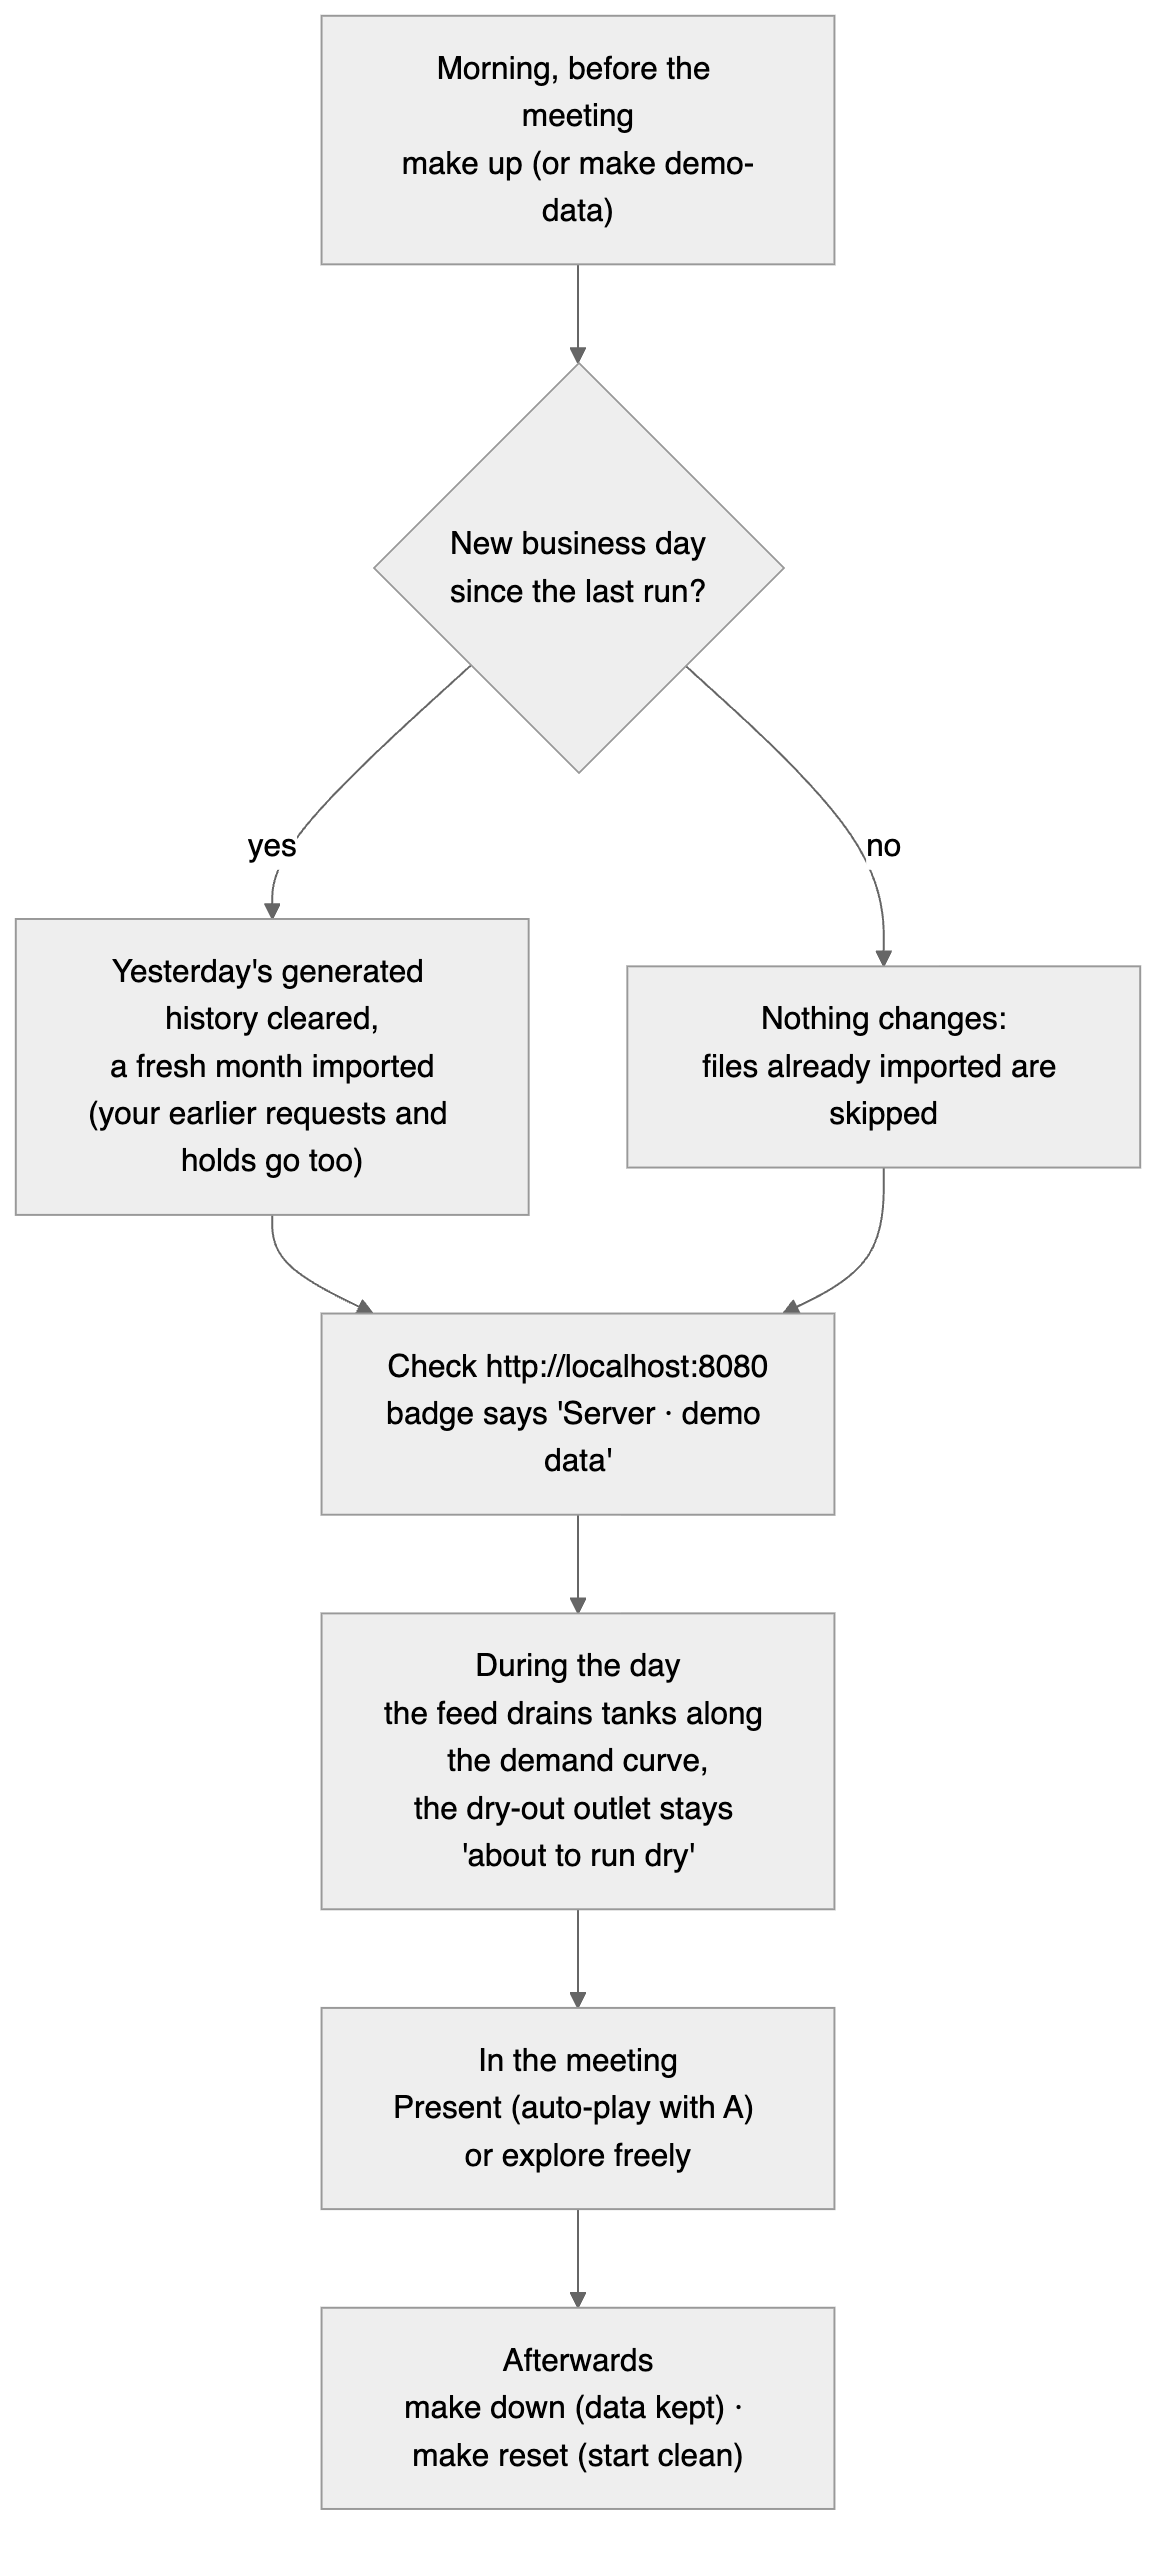 Morning, before the
meeting
make up (or make demo-
data)
New business day
since the last run?
yes
no
Yesterday's generated
history cleared,
a fresh month imported
(your earlier requests and
holds go too)
Nothing changes:
files already imported are
skipped
Check http://localhost:8080
badge says 'Server · demo
data'
During the day
the feed drains tanks along
the demand curve,
the dry-out outlet stays
'about to run dry'
In the meeting
Present (auto-play with A)
or explore freely
Afterwards
make down (data kept) ·
make reset (start clean)